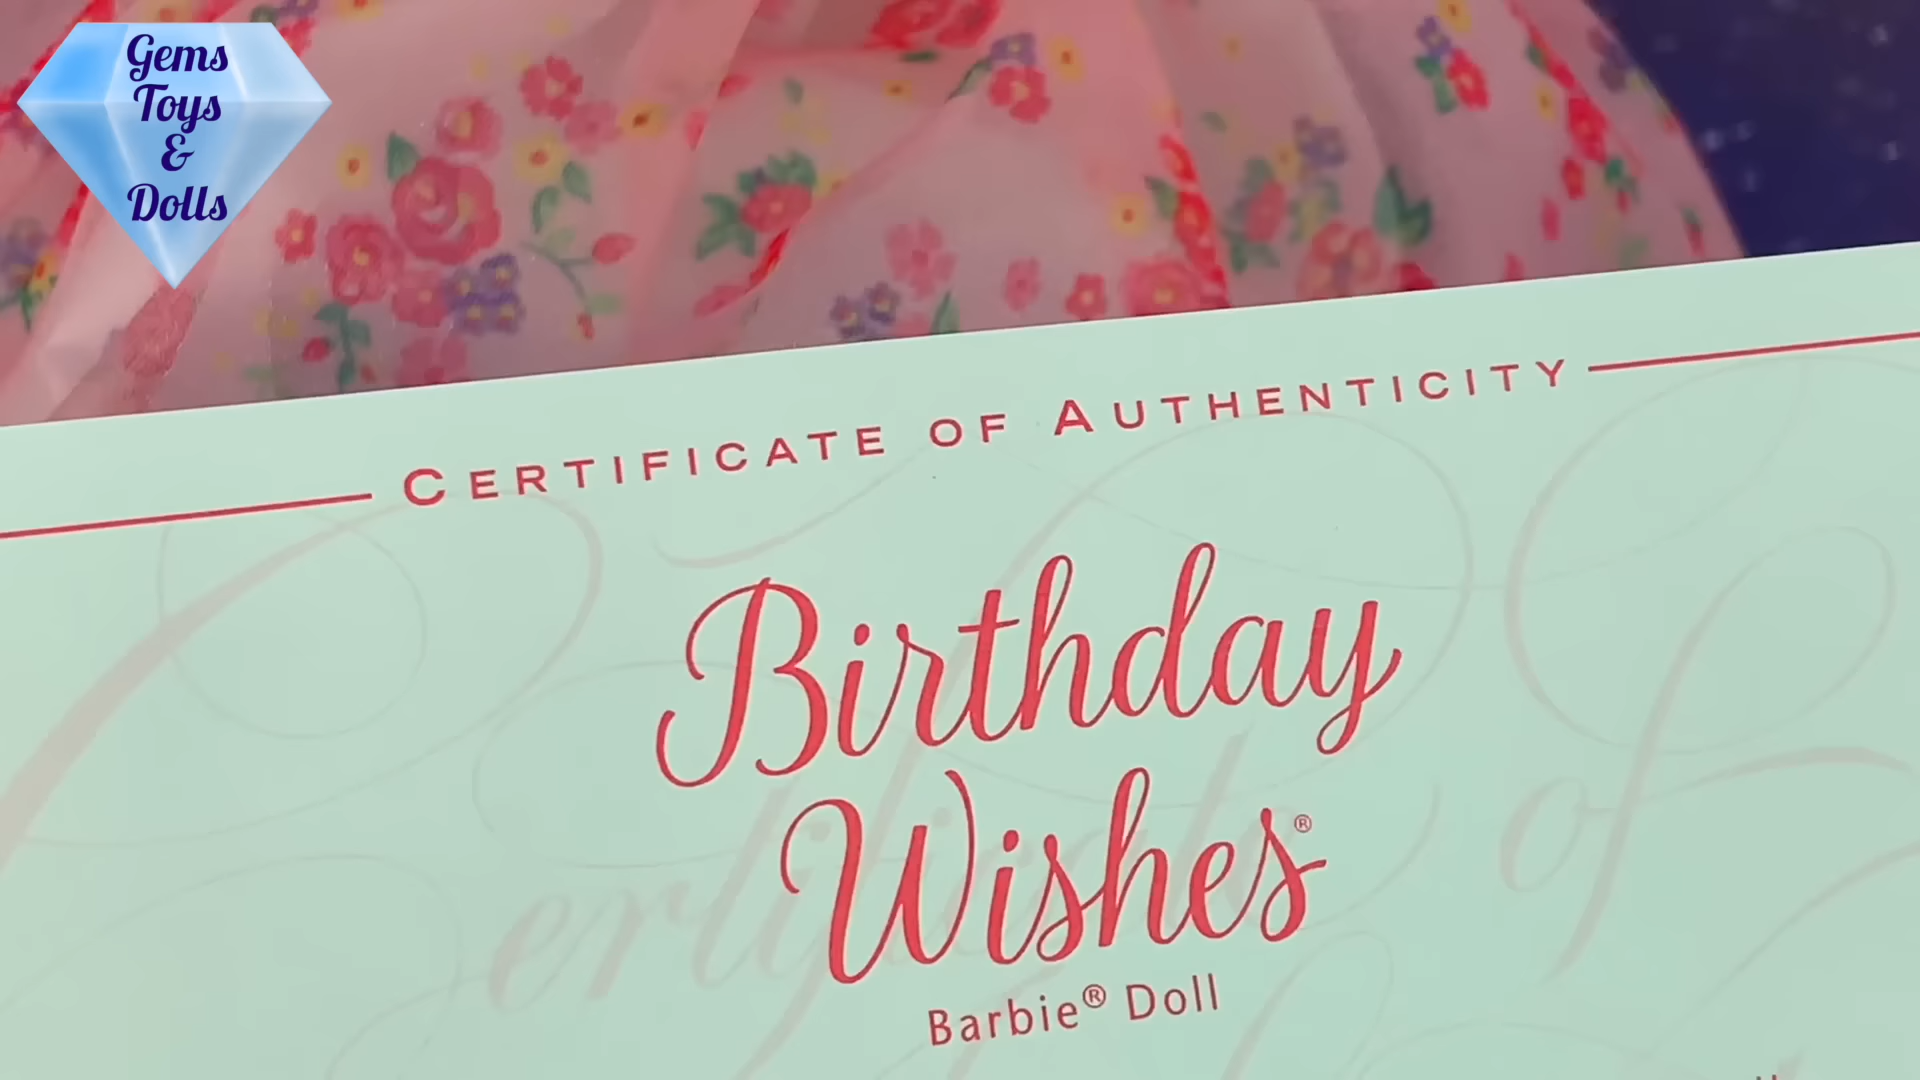 Gems
Toys
&
Dolls
CERTIFICATE OF AUTHENTICITY
Birthday
Wishes®
Barbie® Doll